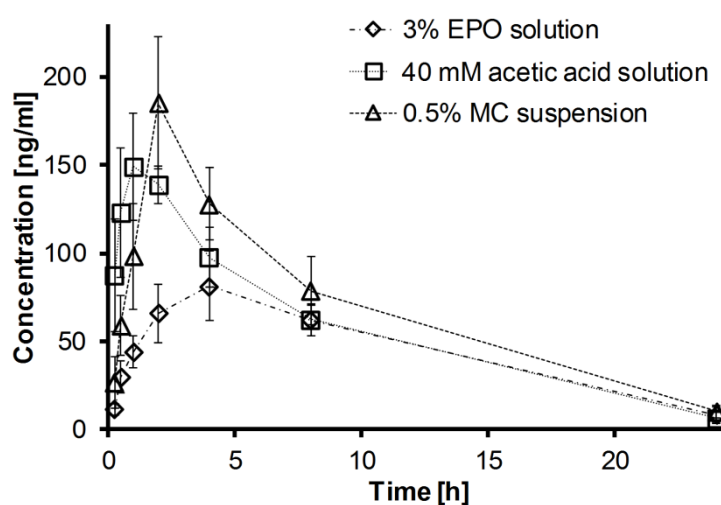 3% EPO solution
40 mM acetic acid solution
0.5% MC suspension
200
150
100
50
0
Concentration [ng/ml]
0 5 10 15 20
Time [h]